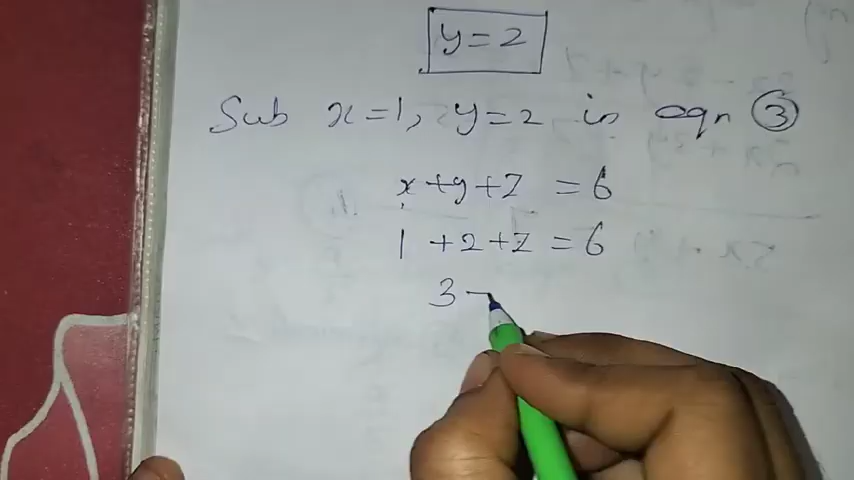 y=2
Sub x=1, y=2 in eqn ③
x+y+z =6
1 +2+z =6
3 -